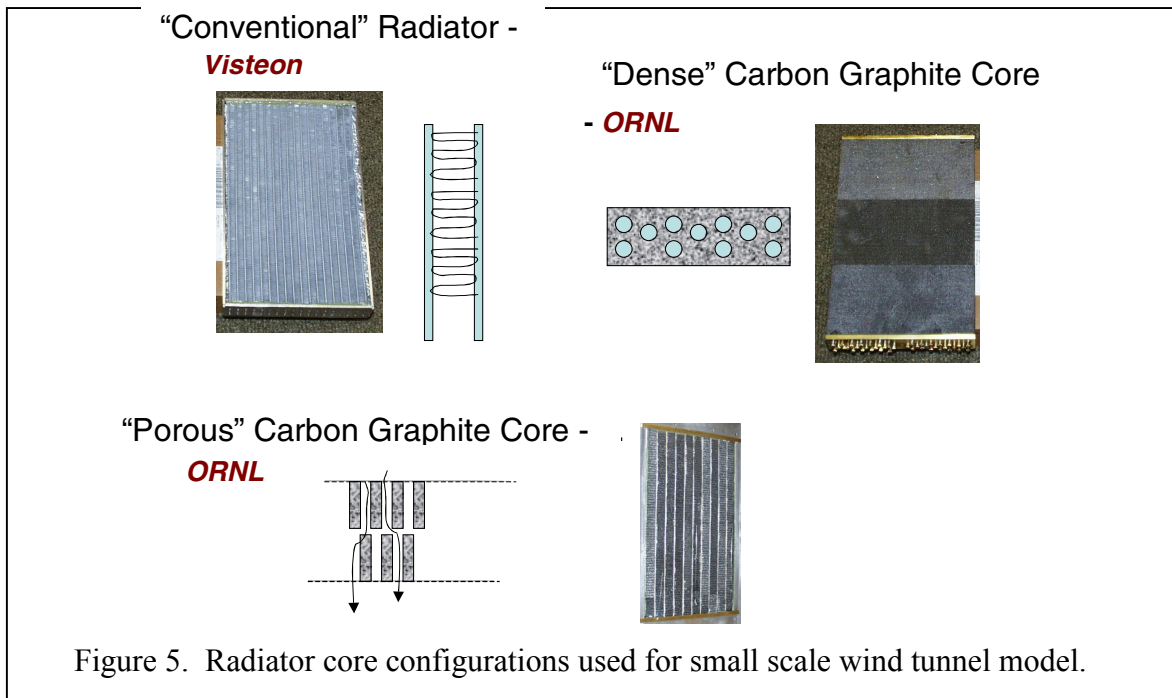 “Conventional” Radiator -
Visteon
“Dense” Carbon Graphite Core
- ORNL
“Porous” Carbon Graphite Core -
ORNL
Figure 5. Radiator core configurations used for small scale wind tunnel model.